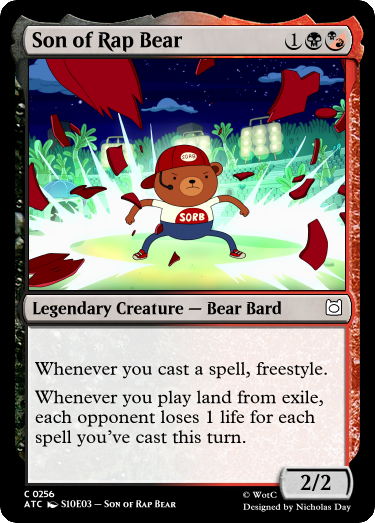 Son of Rap Bear 1
SORB
SORB
Legendary Creature — Bear Bard
Whenever you cast a spell, freestyle.
Whenever you play land from exile,
each opponent loses 1 life for each
spell you've cast this turn.
2/2
C 0256
ATC S10E03 — Son of Rap Bear
© WotC
Designed by Nicholas Day